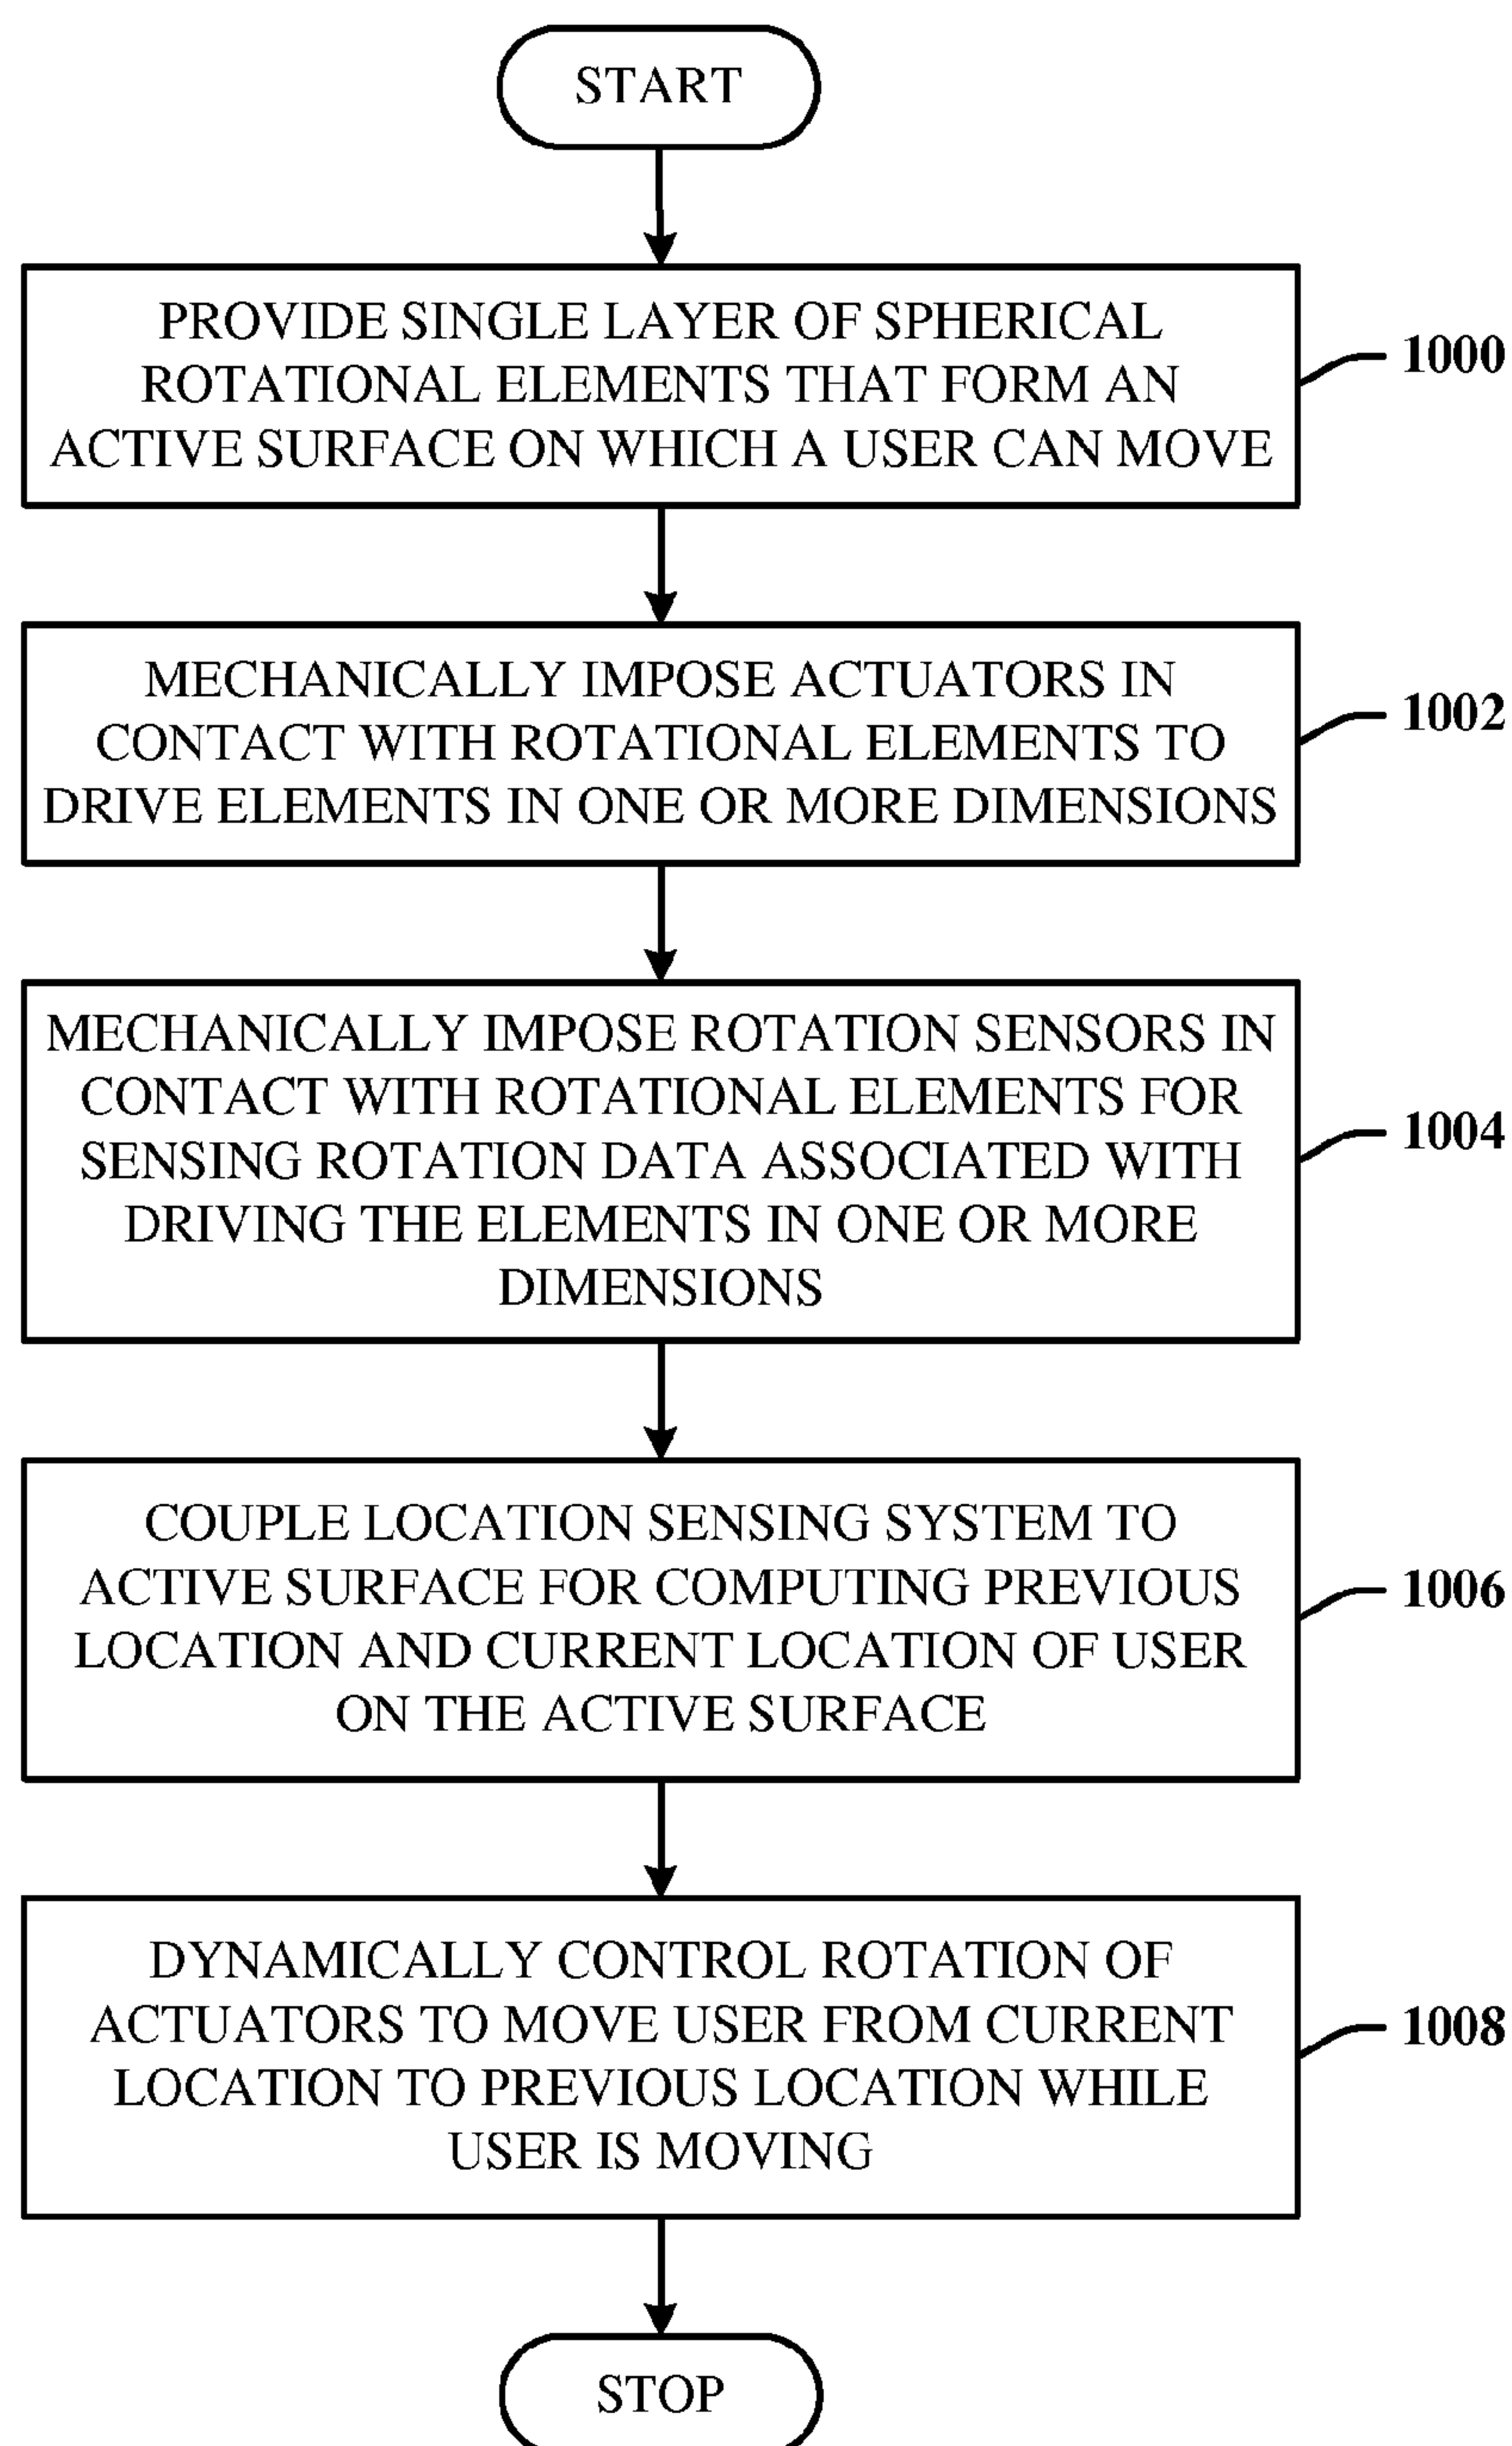 START
PROVIDE SINGLE LAYER OF SPHERICAL
ROTATIONAL ELEMENTS THAT FORM AN
ACTIVE SURFACE ON WHICH A USER CAN MOVE
1000
MECHANICALLY IMPOSE ACTUATORS IN
CONTACT WITH ROTATIONAL ELEMENTS TO
DRIVE ELEMENTS IN ONE OR MORE DIMENSIONS
1002
MECHANICALLY IMPOSE ROTATION SENSORS IN
CONTACT WITH ROTATIONAL ELEMENTS FOR
SENSING ROTATION DATA ASSOCIATED WITH
DRIVING THE ELEMENTS IN ONE OR MORE
DIMENSIONS
1004
COUPLE LOCATION SENSING SYSTEM TO
ACTIVE SURFACE FOR COMPUTING PREVIOUS
LOCATION AND CURRENT LOCATION OF USER
ON THE ACTIVE SURFACE
1006
DYNAMICALLY CONTROL ROTATION OF
ACTUATORS TO MOVE USER FROM CURRENT
LOCATION TO PREVIOUS LOCATION WHILE
USER IS MOVING
1008
STOP